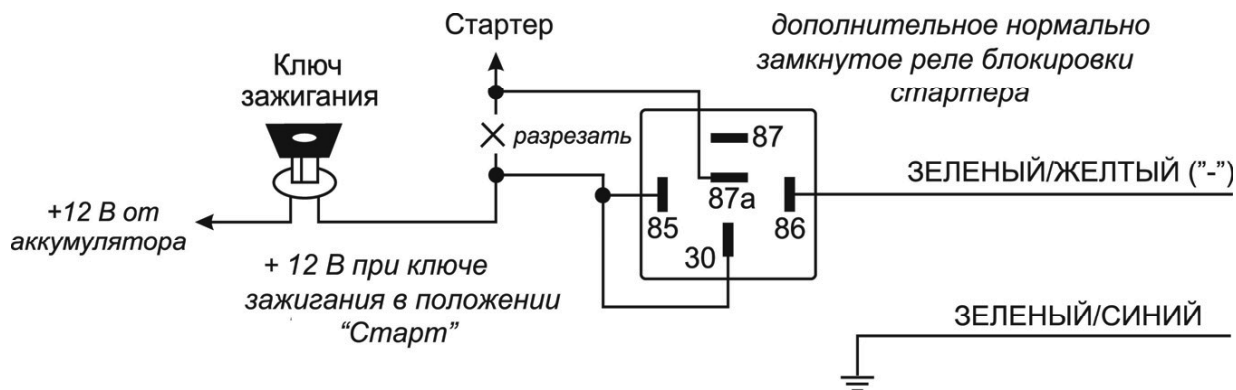 Стартер
дополнительное нормально
замкнутое реле блокировки
стартера
Ключ
зажигания
разрезать
87
87а
85
86
30
ЗЕЛЕНЫЙ/ЖЕЛТЫЙ ("-")
+12 В от
аккумулятора
+ 12 В при ключе
зажигания в положении
“Старт”
ЗЕЛЕНЫЙ/СИНИЙ